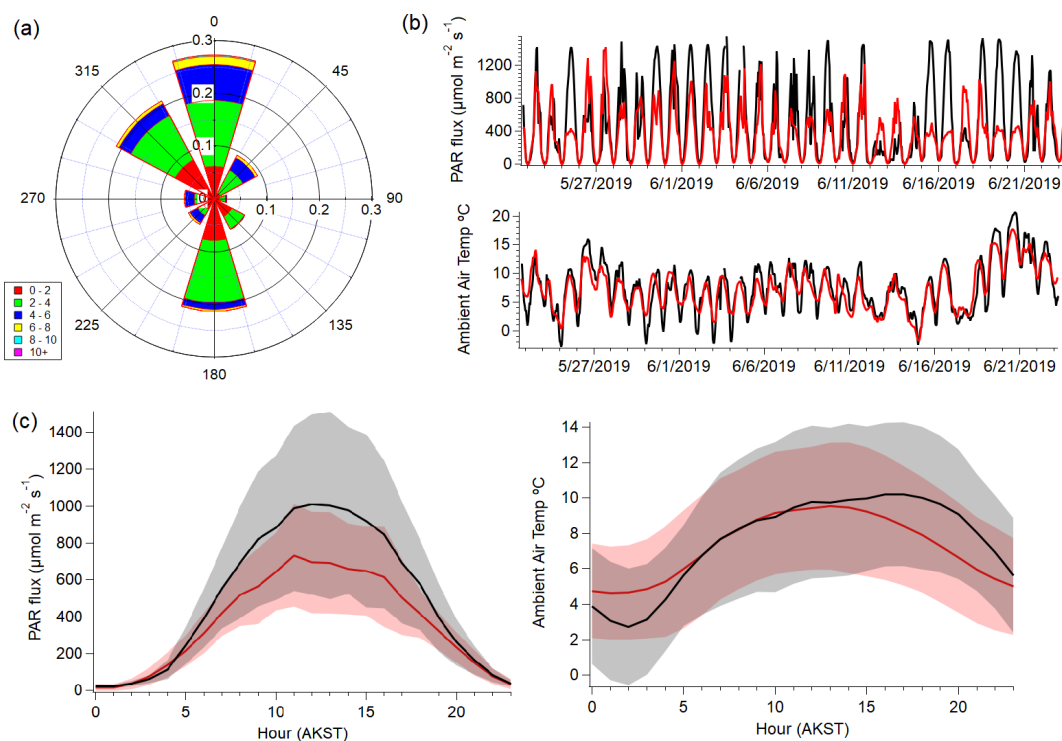 (a)
0
0.3
315
45
0.2
0.1
270
0
0.1
0.2
0.3
90
0 - 2
2 - 4
4 - 6
6 - 8
8 - 10
10+
225
135
180
(b)
PAR flux (µmol m⁻² s⁻¹)
1200
800
400
0
5/27/2019 6/1/2019 6/6/2019 6/11/2019 6/16/2019 6/21/2019
Ambient Air Temp ºC
20
15
10
5
0
5/27/2019 6/1/2019 6/6/2019 6/11/2019 6/16/2019 6/21/2019
(c)
PAR flux (µmol m⁻² s⁻¹)
1400
1200
1000
800
600
400
200
0
0 5 10 15 20
Hour (AKST)
Ambient Air Temp ºC
14
12
10
8
6
4
2
0
0 5 10 15 20
Hour (AKST)